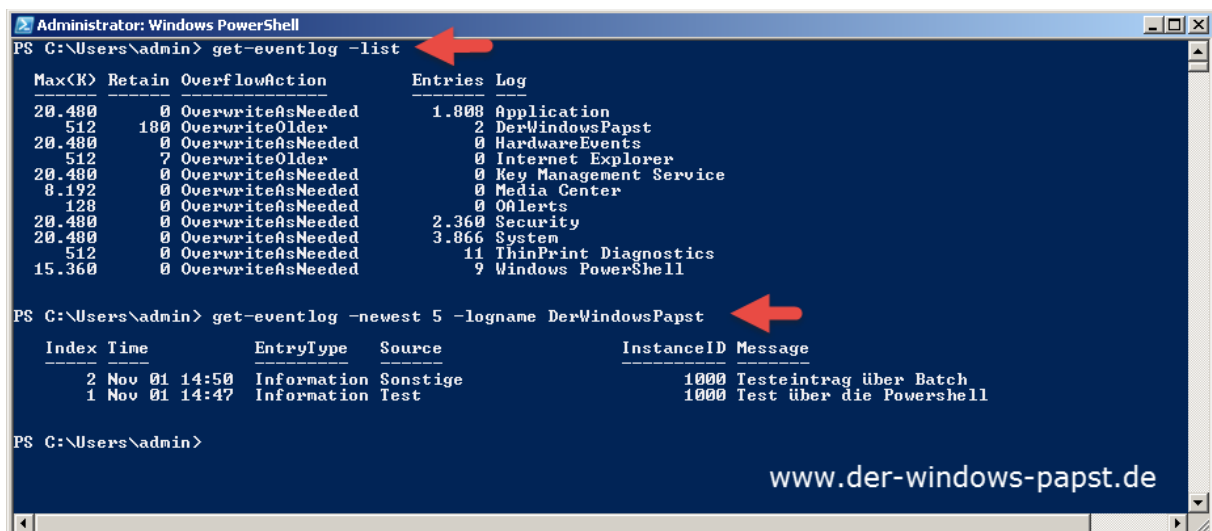 Administrator: Windows PowerShell
PS C:\Users\admin> get-eventlog -list
Max(K) Retain OverflowAction Entries Log
------ ------ -------------- ------- ---
20.480 0 OverwriteAsNeeded 1.808 Application
512 180 OverwriteOlder 2 DerWindowsPapst
20.480 0 OverwriteAsNeeded 0 HardwareEvents
512 7 OverwriteOlder 0 Internet Explorer
20.480 0 OverwriteAsNeeded 0 Key Management Service
8.192 0 OverwriteAsNeeded 0 Media Center
128 0 OverwriteAsNeeded 0 OAlerts
20.480 0 OverwriteAsNeeded 2.360 Security
20.480 0 OverwriteAsNeeded 3.866 System
512 0 OverwriteAsNeeded 11 ThinPrint Diagnostics
15.360 0 OverwriteAsNeeded 9 Windows PowerShell
PS C:\Users\admin> get-eventlog -newest 5 -logname DerWindowsPapst
Index Time EntryType Source InstanceID Message
----- ---- --------- ------ ---------- -------
2 Nov 01 14:50 Information Sonstige 1000 Testeintrag über Batch
1 Nov 01 14:47 Information Test 1000 Test über die Powershell
PS C:\Users\admin>
www.der-windows-papst.de